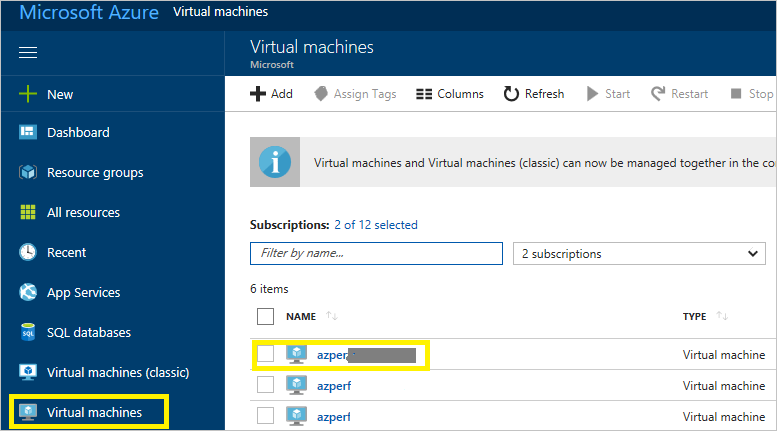 Microsoft Azure Virtual machines
New
Dashboard
Resource groups
All resources
Recent
App Services
SQL databases
Virtual machines (classic)
Virtual machines
Virtual machines
Microsoft
Add Assign Tags Columns Refresh Start Restart Stop
Virtual machines and Virtual machines (classic) can now be managed together in the co
Subscriptions: 2 of 12 selected
Filter by name...
2 subscriptions
6 items
NAME TYPE
Virtual machine
azperf Virtual machine
Virtual machine